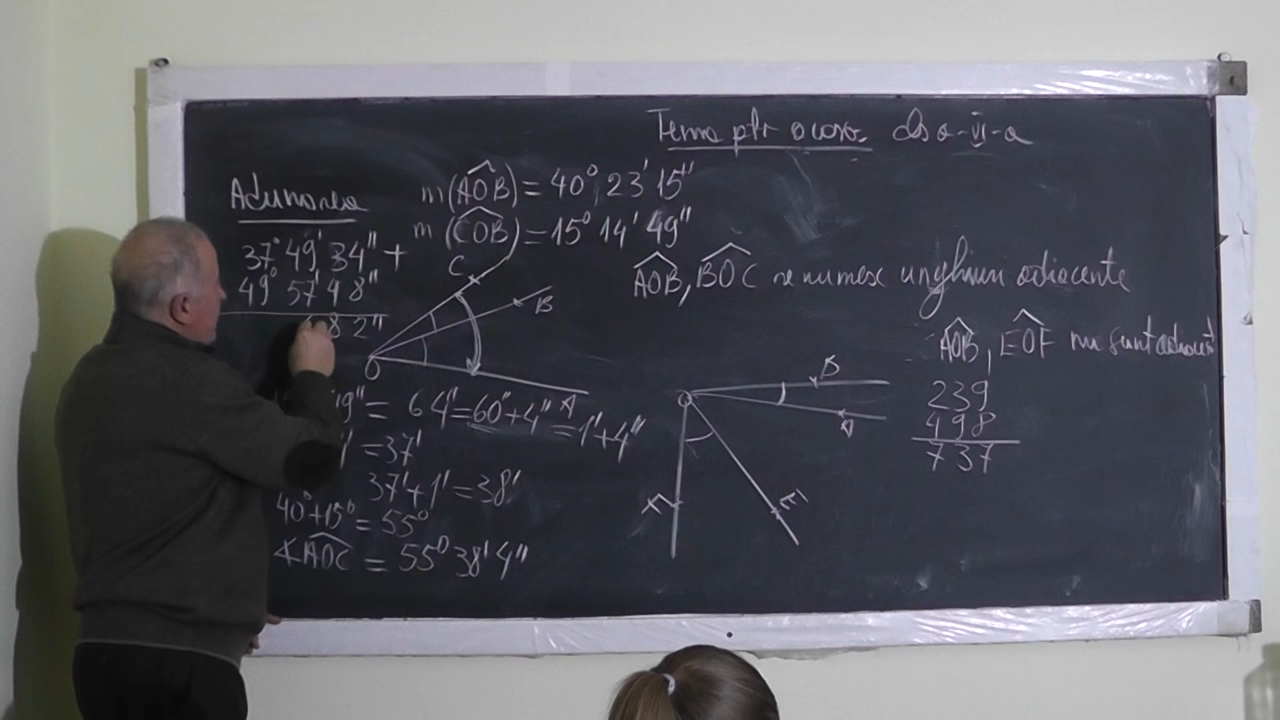 Tema ptr acasă cls a-VI-a
Adunarea
37° 49' 34" +
49° 57' 48"
82"
m(AOB) = 40° 23' 15"
m(COB) = 15° 14' 49"
AOB, BOC se numesc unghiuri adiacente
AOB, EOF nu sunt adiacente
C
B
O
A
= 64" = 60" + 4" = 1' + 4"
= 37'
37' + 1' = 38'
40° + 15° = 55°
∢AOC = 55° 38' 4"
B
O
A
F
E
239
498
737